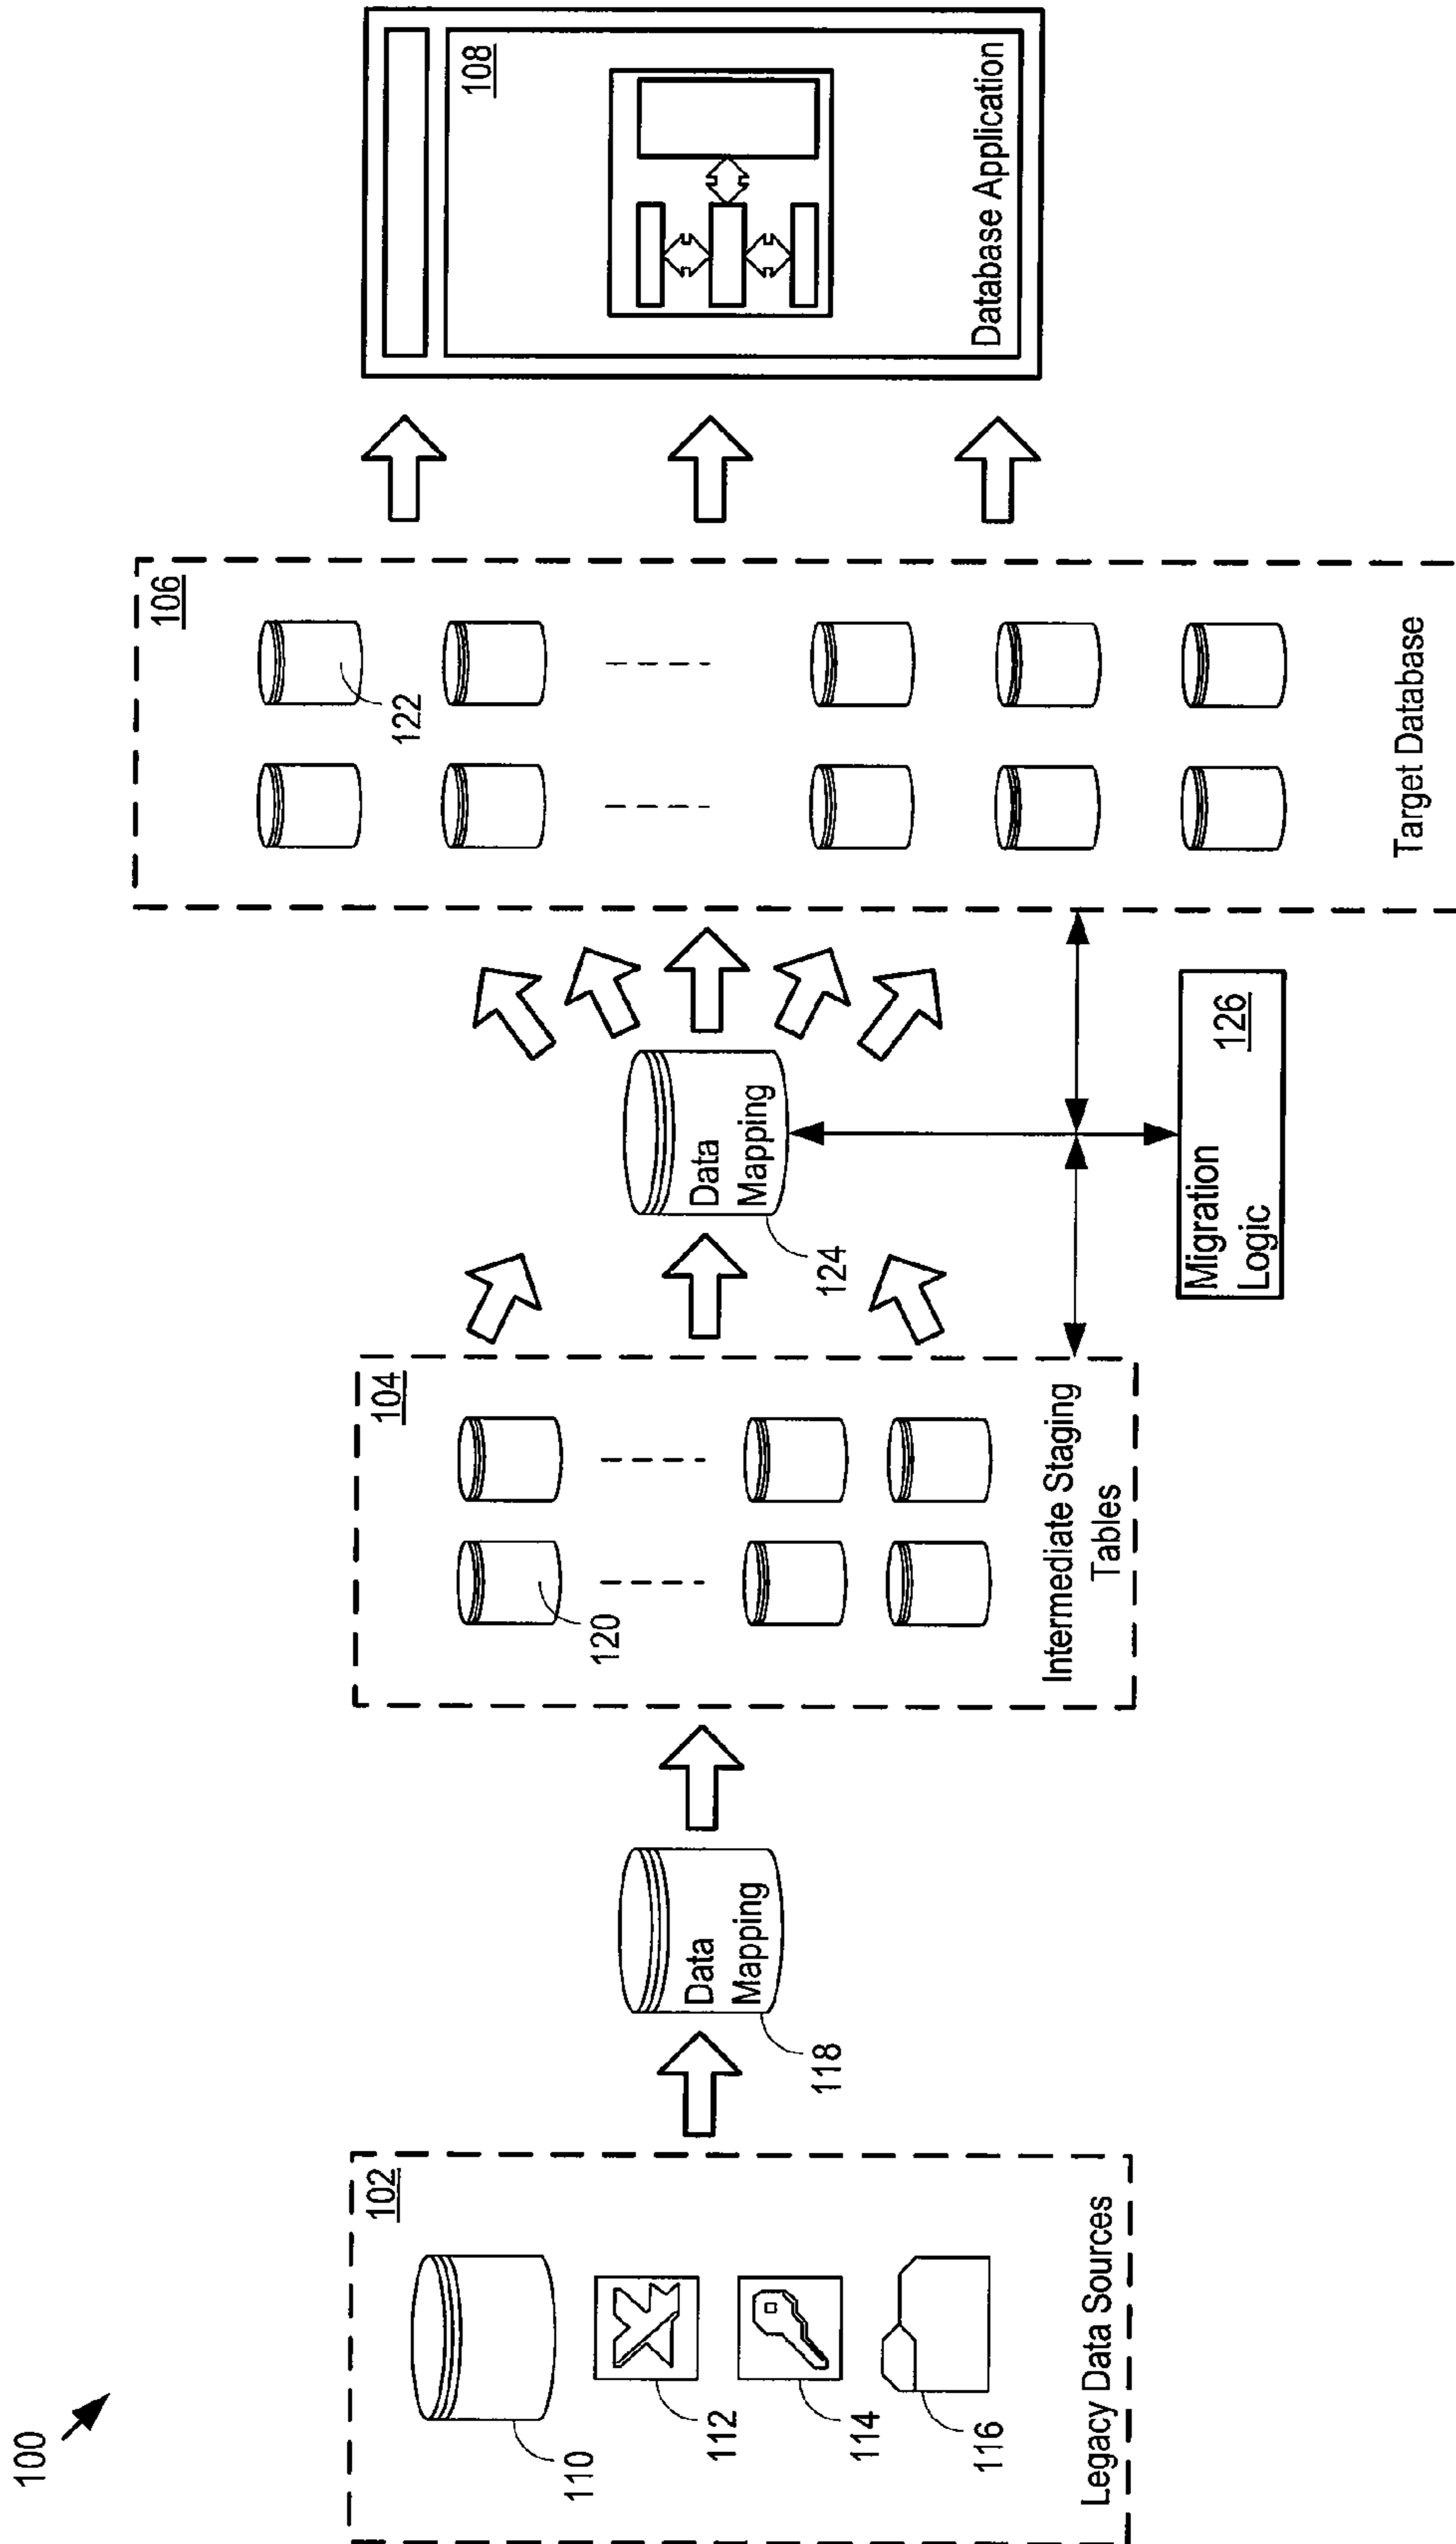 100
102
110
112
114
116
Legacy Data Sources
Data
Mapping
118
104
120
Intermediate Staging
Tables
Data
Mapping
124
Migration
Logic
126
106
122
Target Database
108
Database Application